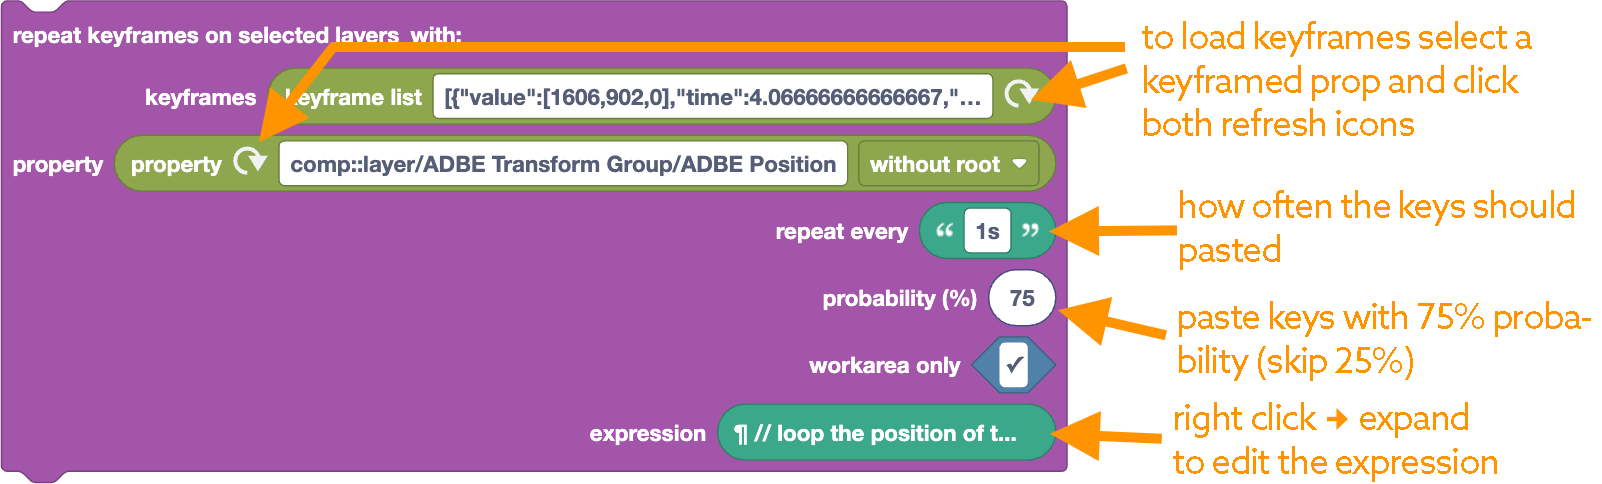 repeat keyframes on selected layers with:
to load keyframes select a
keyframed prop and click
both refresh icons
keyframes keyframe list [{"value":[1606,902,0],"time":4.06666666666667,"...
property property comp::layer/ADBE Transform Group/ADBE Position without root
repeat every “ 1s ”
how often the keys should
pasted
probability (%) 75
paste keys with 75% proba-
bility (skip 25%)
workarea only ✓
expression ¶ // loop the position of t...
right click ➔ expand
to edit the expression